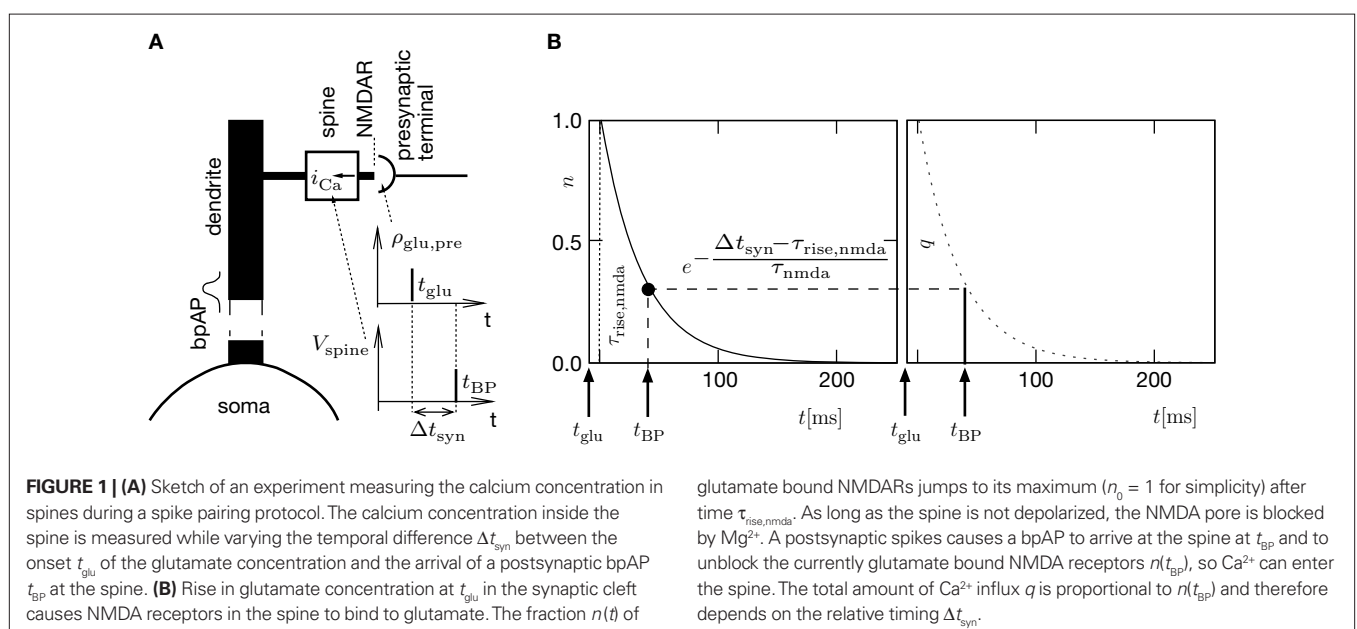 A
B
dendrite
bpAP
spine
NMDAR
presynaptic
terminal
i_Ca
ρ_glu,pre
t_glu
t
V_spine
t_BP
t
Δt_syn
soma
1.0
n
0.5
0.0
τ_rise,nmda
e^−(Δt_syn−τ_rise,nmda)/τ_nmda
100
200
t[ms]
t_glu
t_BP
q
100
200
t[ms]
t_glu
t_BP
FIGURE 1 | (A) Sketch of an experiment measuring the calcium concentration in
spines during a spike pairing protocol. The calcium concentration inside the
spine is measured while varying the temporal difference Δt_syn between the
onset t_glu of the glutamate concentration and the arrival of a postsynaptic bpAP
t_BP at the spine. (B) Rise in glutamate concentration at t_glu in the synaptic cleft
causes NMDA receptors in the spine to bind to glutamate. The fraction n(t) of
glutamate bound NMDARs jumps to its maximum (n₀ = 1 for simplicity) after
time τ_rise,nmda. As long as the spine is not depolarized, the NMDA pore is blocked
by Mg²⁺. A postsynaptic spikes causes a bpAP to arrive at the spine at t_BP and to
unblock the currently glutamate bound NMDA receptors n(t_BP), so Ca²⁺ can enter
the spine. The total amount of Ca²⁺ influx q is proportional to n(t_BP) and therefore
depends on the relative timing Δt_syn.